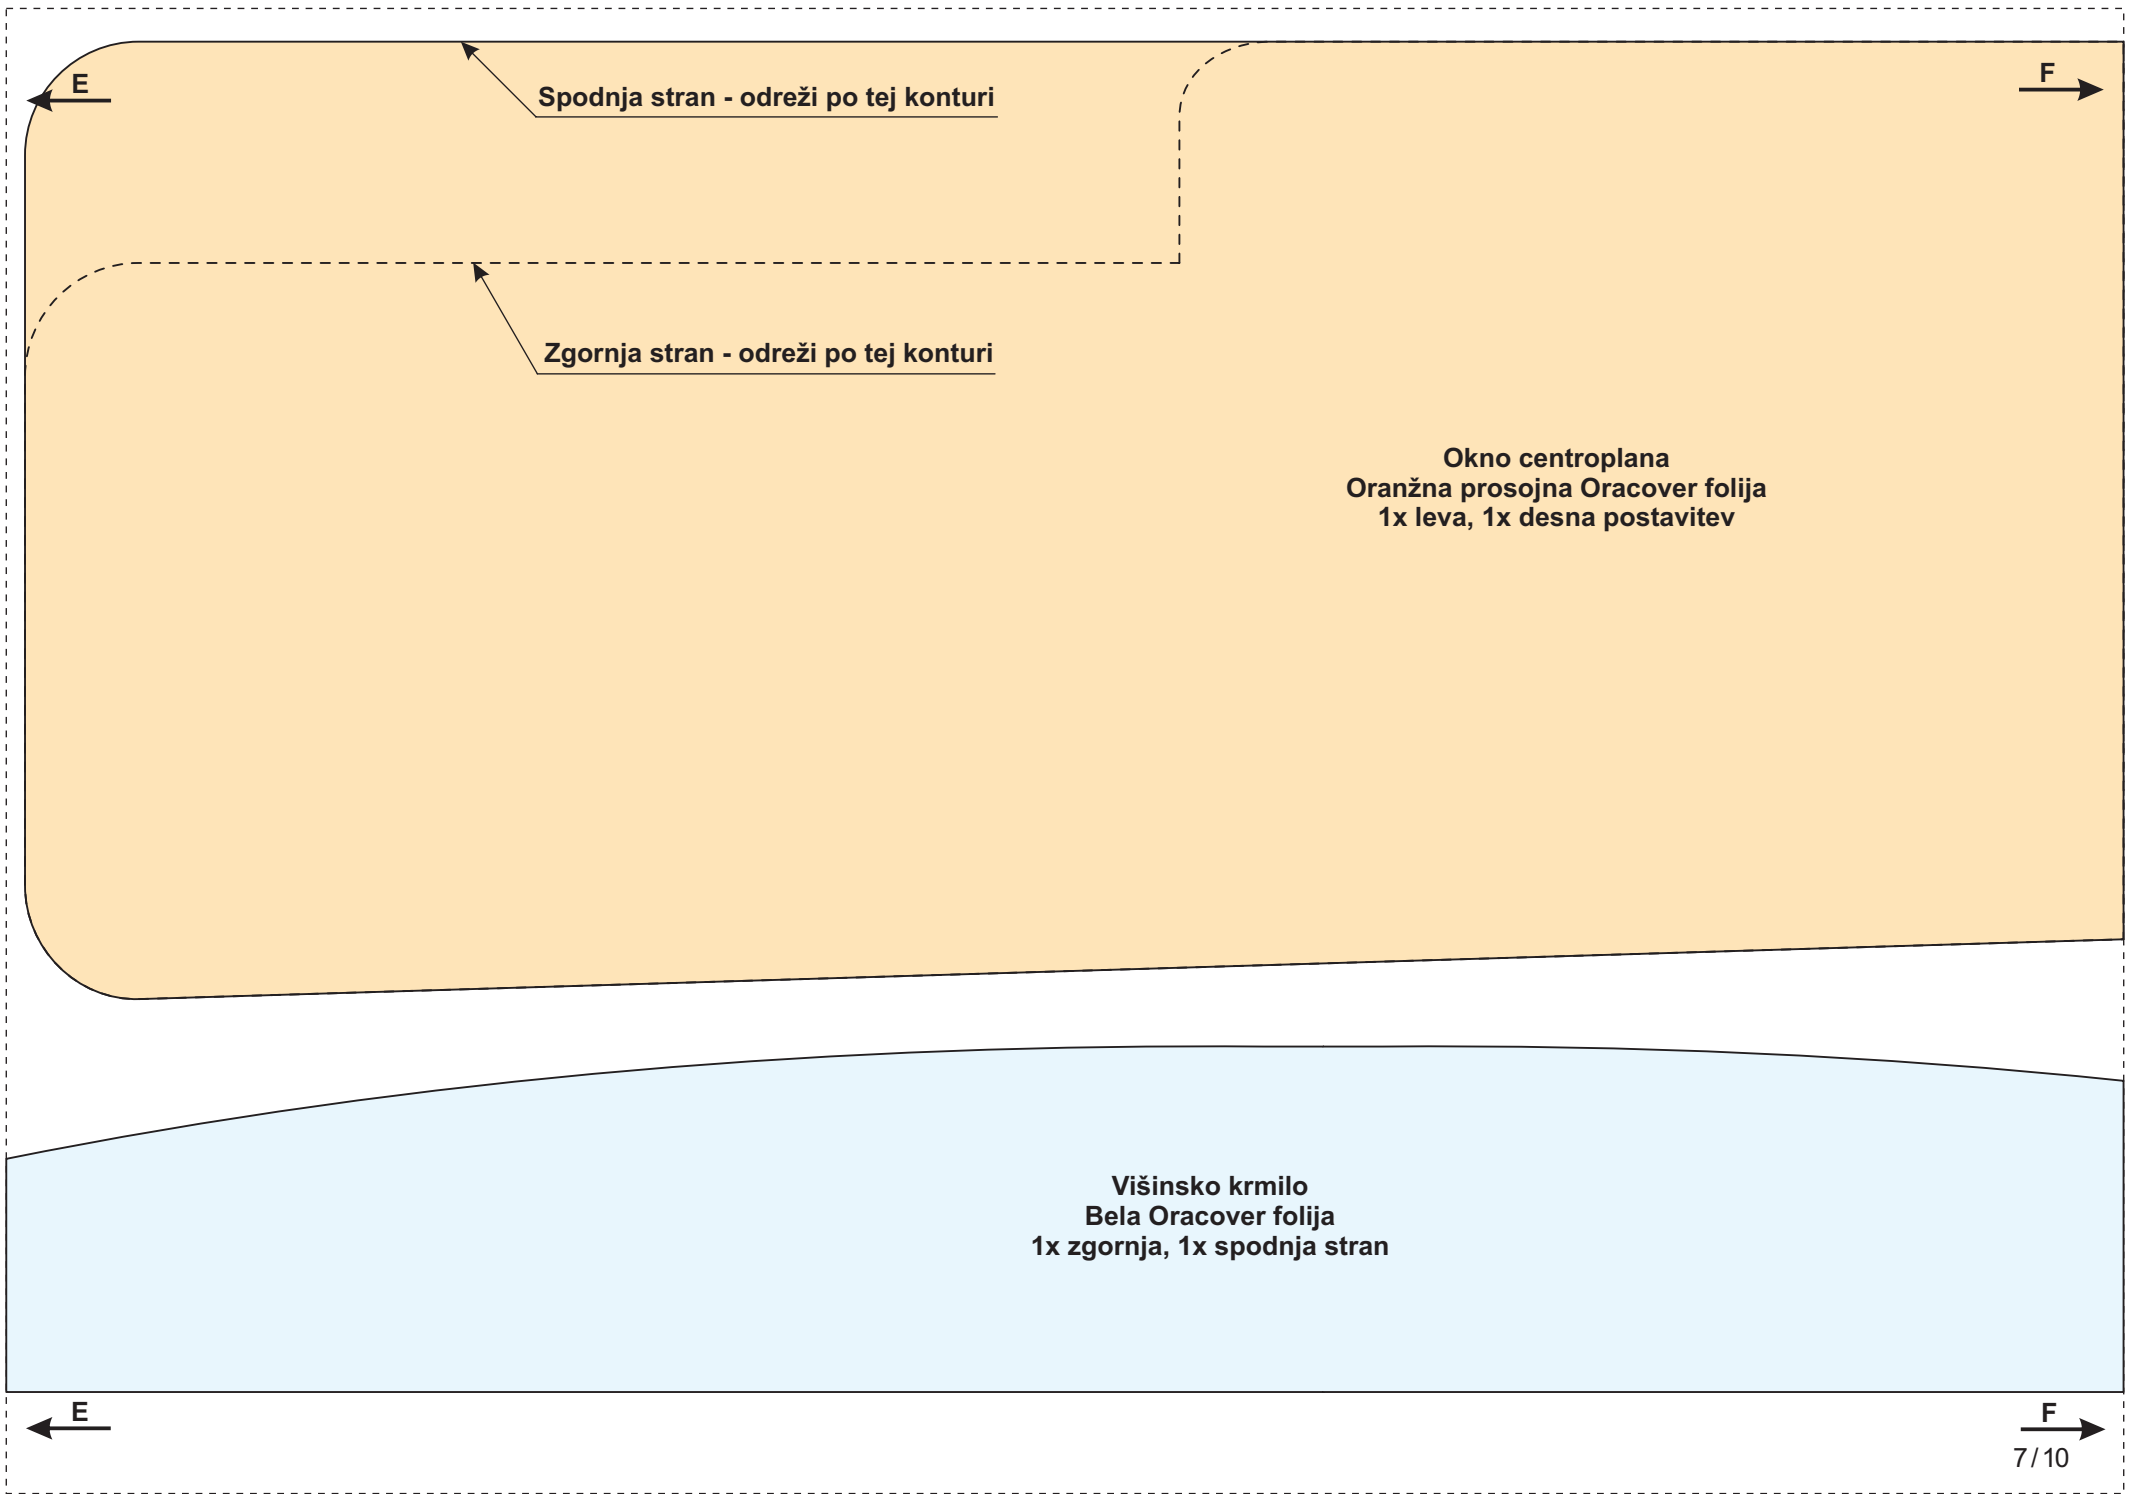 E
F
Spodnja stran - odreži po tej konturi
Zgornja stran - odreži po tej konturi
Okno centroplana
Oranžna prosojna Oracover folija
1x leva, 1x desna postavitev
Višinsko krmilo
Bela Oracover folija
1x zgornja, 1x spodnja stran
E
F
7/10